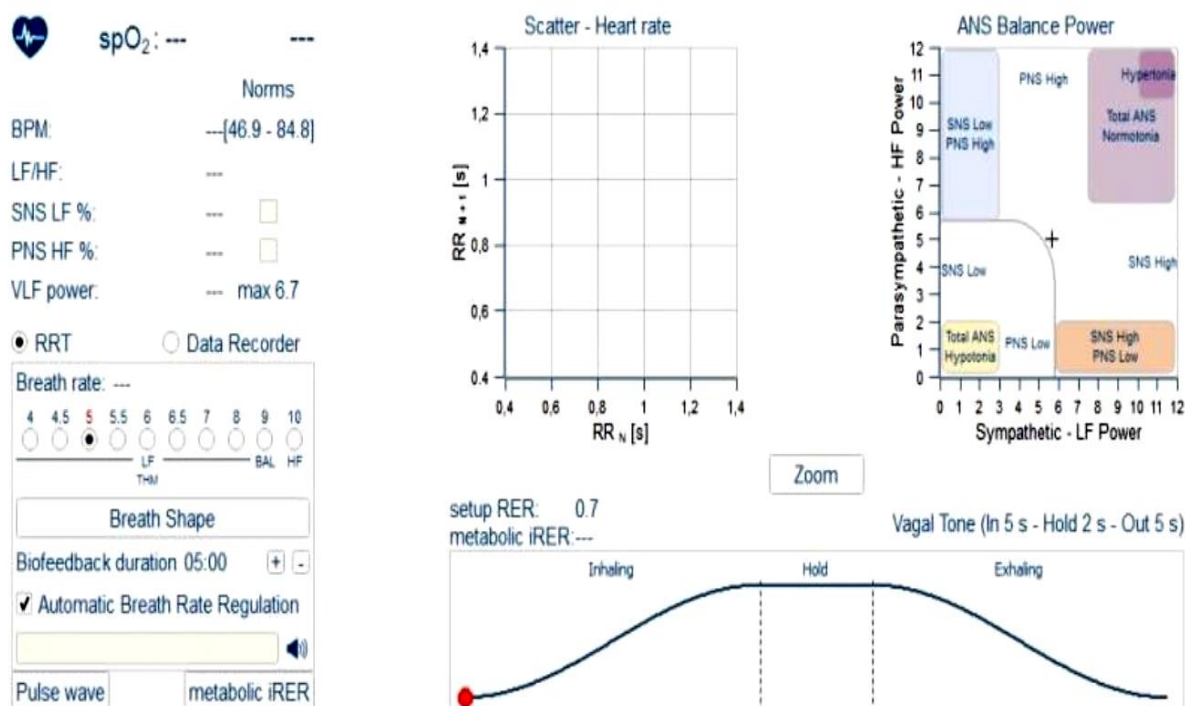 spO2: --- ---
Norms
BPM: ---[46.9 - 84.8]
LF/HF: ---
SNS LF %: ---
PNS HF %: ---
VLF power: --- max 6.7
RRT Data Recorder
Breath rate: ---
4 4.5 5 5.5 6 6.5 7 8 9 10
LF BAL HF
THM
Breath Shape
Biofeedback duration 05:00 + -
Automatic Breath Rate Regulation
Pulse wave metabolic iRER
Scatter - Heart rate
1,4
1,2
1
0,8
0,6
0.4
RR N + 1 [s]
0,4 0,6 0,8 1 1,2 1,4
RR N [s]
ANS Balance Power
12
11
10
9
8
7
6
5
4
3
2
1
0
Parasympathetic - HF Power
PNS High
Hypertonia
Total ANS
Normotonia
SNS Low
PNS High
SNS Low
SNS High
Total ANS
Hypotonia
PNS Low
SNS High
PNS Low
0 1 2 3 4 5 6 7 8 9 10 11 12
Sympathetic - LF Power
Zoom
setup RER: 0.7
metabolic iRER:---
Vagal Tone (In 5 s - Hold 2 s - Out 5 s)
Inhaling Hold Exhaling